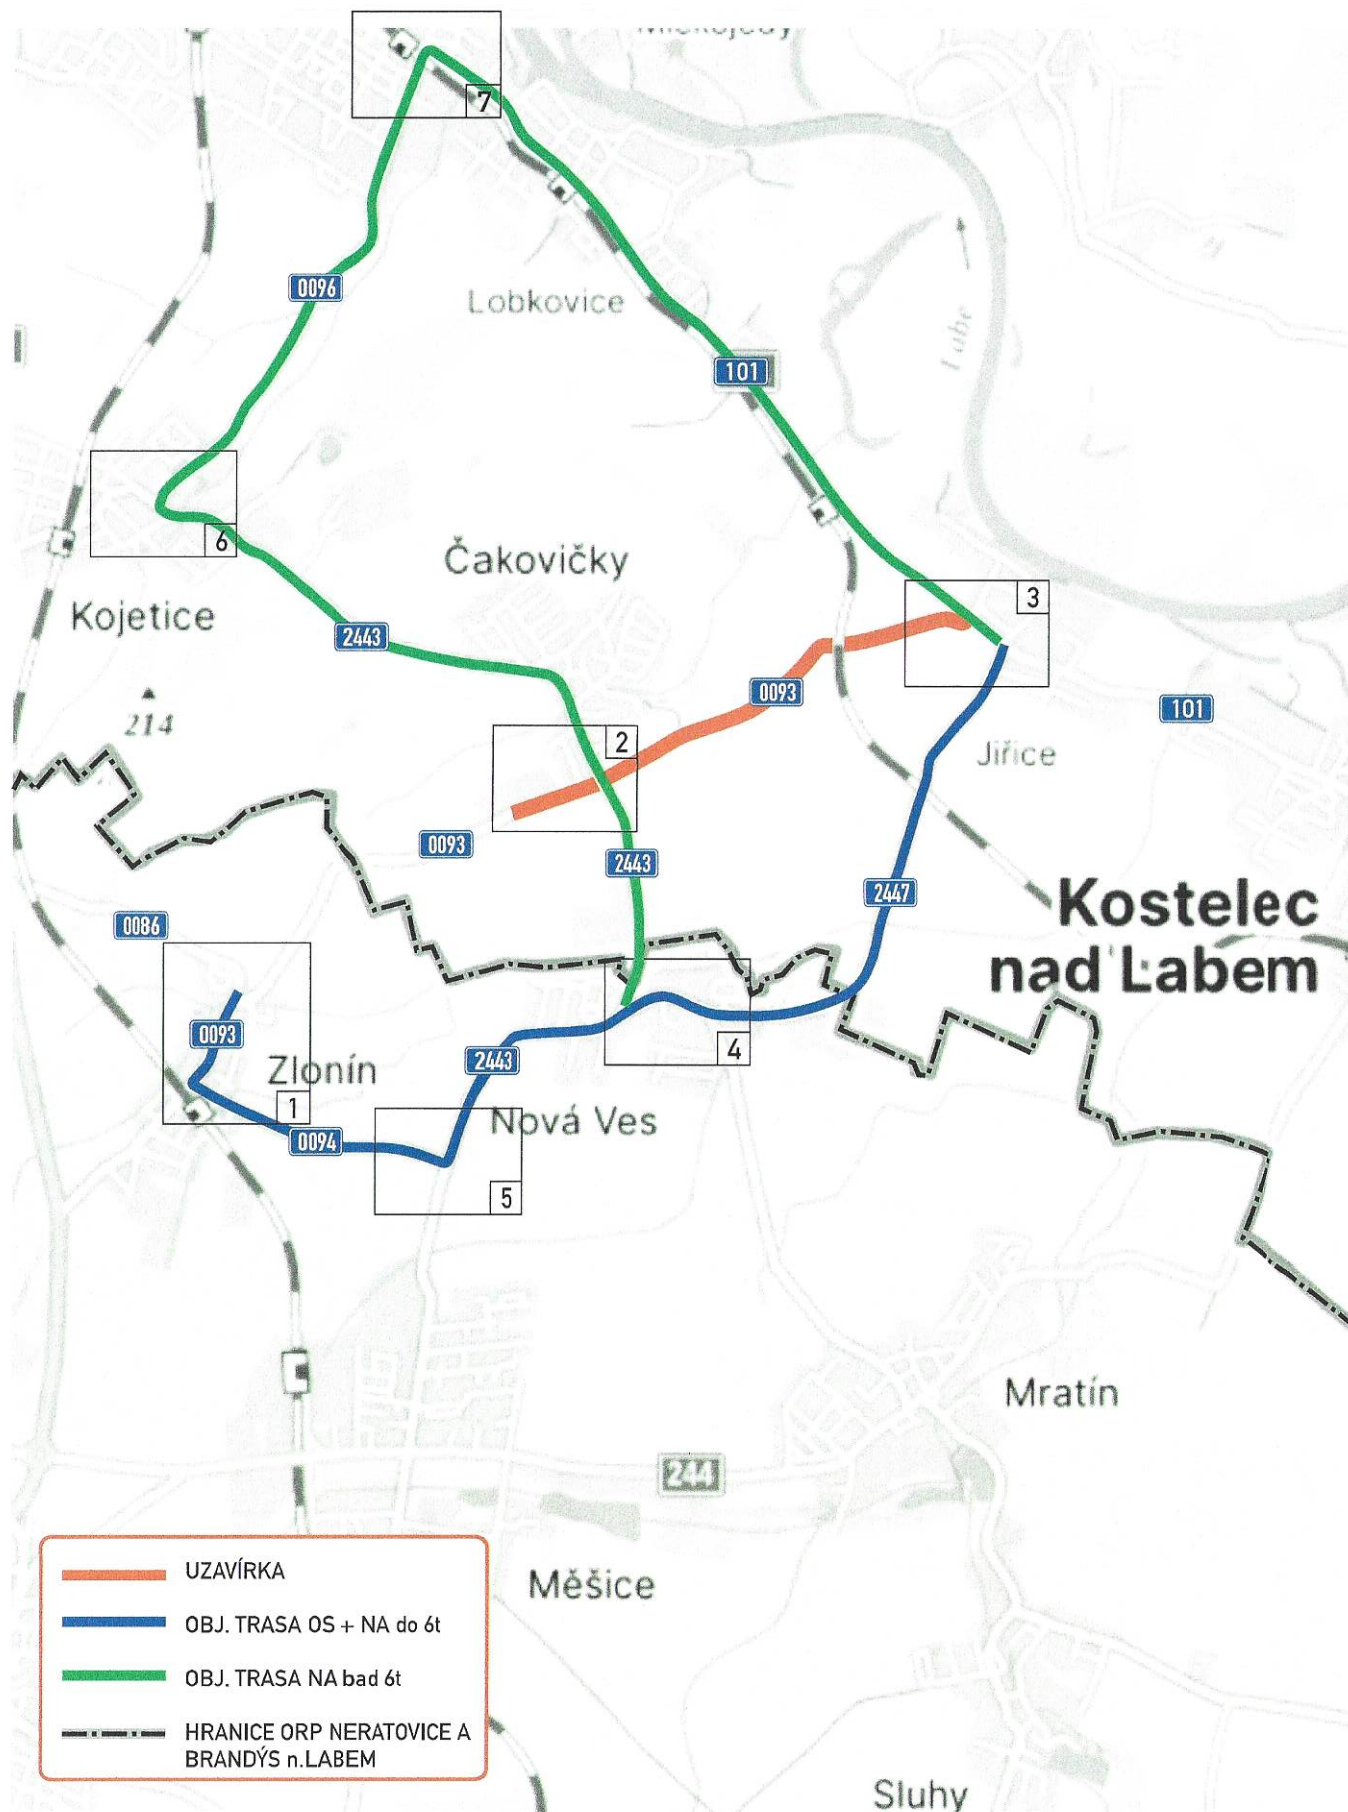 7
0096
Lobkovice
Labe
101
6
Čakovičky
3
Kojetice
2443
0093
214
2
101
Jiřice
0093
2443
2447
Kostelec
nad Labem
0086
0093
Zlonín
2443
4
1
0094
Nová Ves
5
Mratín
244
UZAVÍRKA
OBJ. TRASA OS + NA do 6t
OBJ. TRASA NA bad 6t
HRANICE ORP NERATOVICE A
BRANDÝS n.LABEM
Měšice
Sluhy